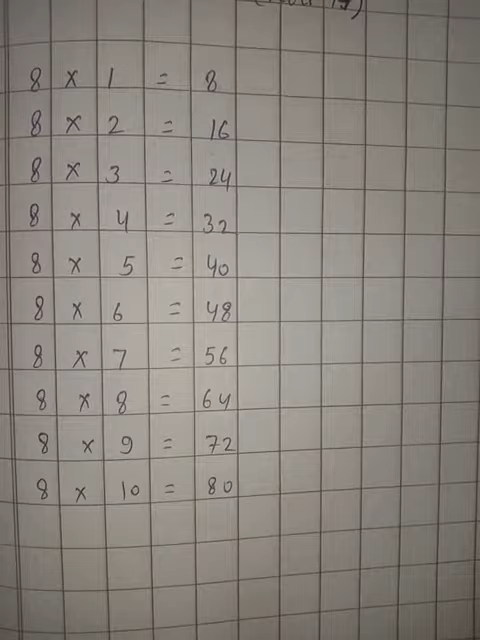 8 × 1 = 8
8 × 2 = 16
8 × 3 = 24
8 × 4 = 32
8 × 5 = 40
8 × 6 = 48
8 × 7 = 56
8 × 8 = 64
8 × 9 = 72
8 × 10 = 80